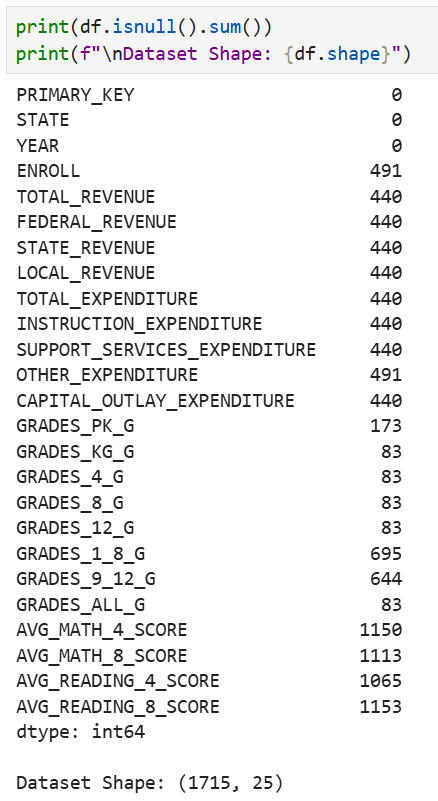 print(df.isnull().sum())
print(f"\nDataset Shape: {df.shape}")
PRIMARY_KEY 0
STATE 0
YEAR 0
ENROLL 491
TOTAL_REVENUE 440
FEDERAL_REVENUE 440
STATE_REVENUE 440
LOCAL_REVENUE 440
TOTAL_EXPENDITURE 440
INSTRUCTION_EXPENDITURE 440
SUPPORT_SERVICES_EXPENDITURE 440
OTHER_EXPENDITURE 491
CAPITAL_OUTLAY_EXPENDITURE 440
GRADES_PK_G 173
GRADES_KG_G 83
GRADES_4_G 83
GRADES_8_G 83
GRADES_12_G 83
GRADES_1_8_G 695
GRADES_9_12_G 644
GRADES_ALL_G 83
AVG_MATH_4_SCORE 1150
AVG_MATH_8_SCORE 1113
AVG_READING_4_SCORE 1065
AVG_READING_8_SCORE 1153
dtype: int64
Dataset Shape: (1715, 25)